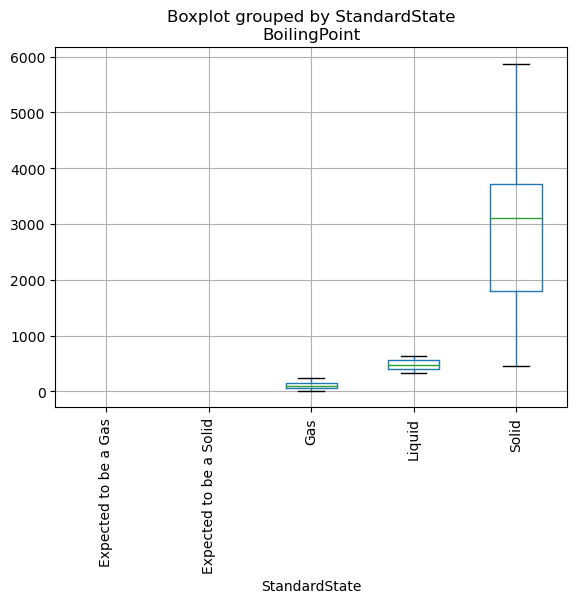 Boxplot grouped by StandardState
BoilingPoint
6000
5000
4000
3000
2000
1000
0
Expected to be a Gas
Expected to be a Solid
Gas
Liquid
Solid
StandardState